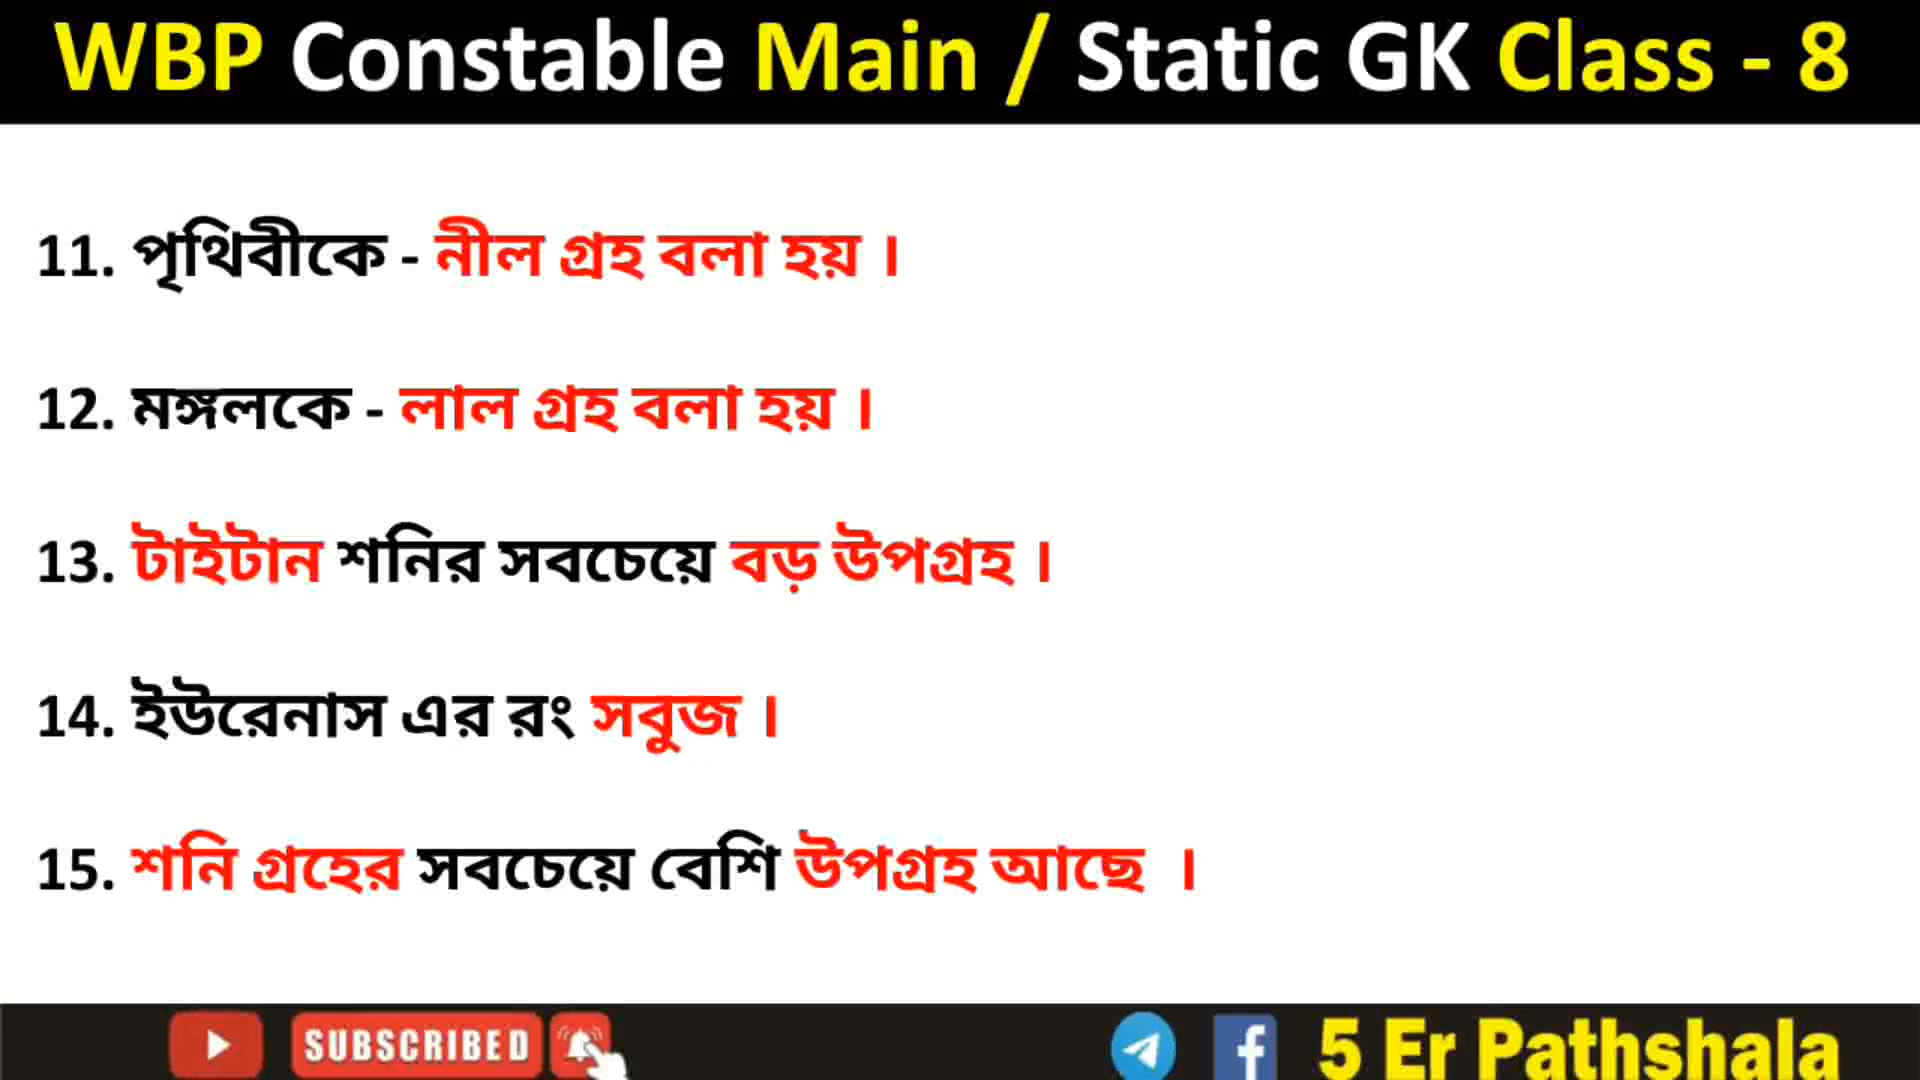 WBP Constable Main / Static GK Class - 8
11. পৃথিবীকে - নীল গ্রহ বলা হয় ।
12. মঙ্গলকে - লাল গ্রহ বলা হয় ।
13. টাইটান শনির সবচেয়ে বড় উপগ্রহ ।
14. ইউরেনাস এর রং সবুজ ।
15. শনি গ্রহের সবচেয়ে বেশি উপগ্রহ আছে ।
SUBSCRIBED 5 Er Pathshala